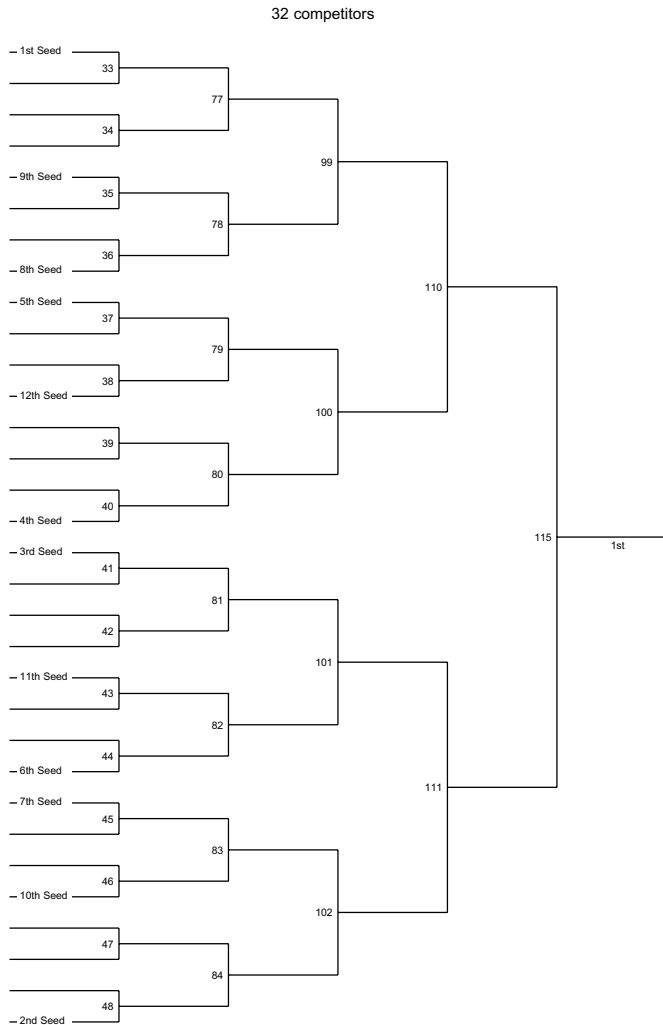 32 competitors
1st Seed
33
77
34
99
9th Seed
35
78
36
8th Seed
110
5th Seed
37
79
38
12th Seed
100
39
80
40
4th Seed
115
1st
3rd Seed
41
81
42
101
11th Seed
43
82
44
6th Seed
111
7th Seed
45
83
46
10th Seed
102
47
84
48
2nd Seed